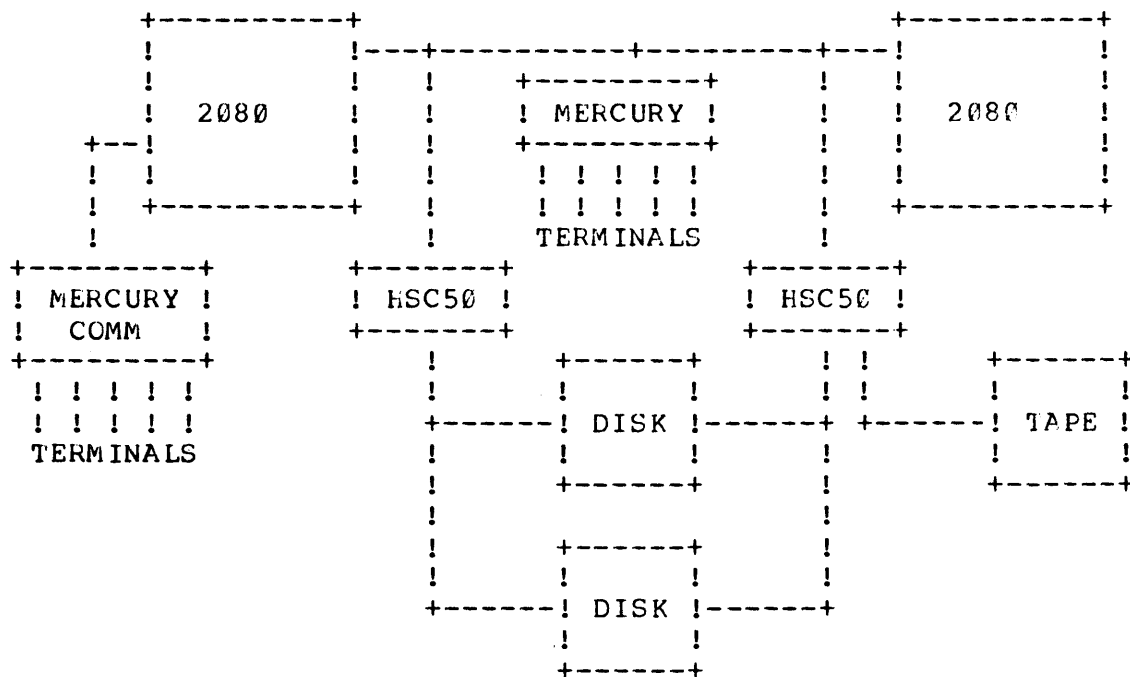 2080
MERCURY
2080
TERMINALS
MERCURY
COMM
HSC50
HSC50
TERMINALS
DISK
TAPE
DISK